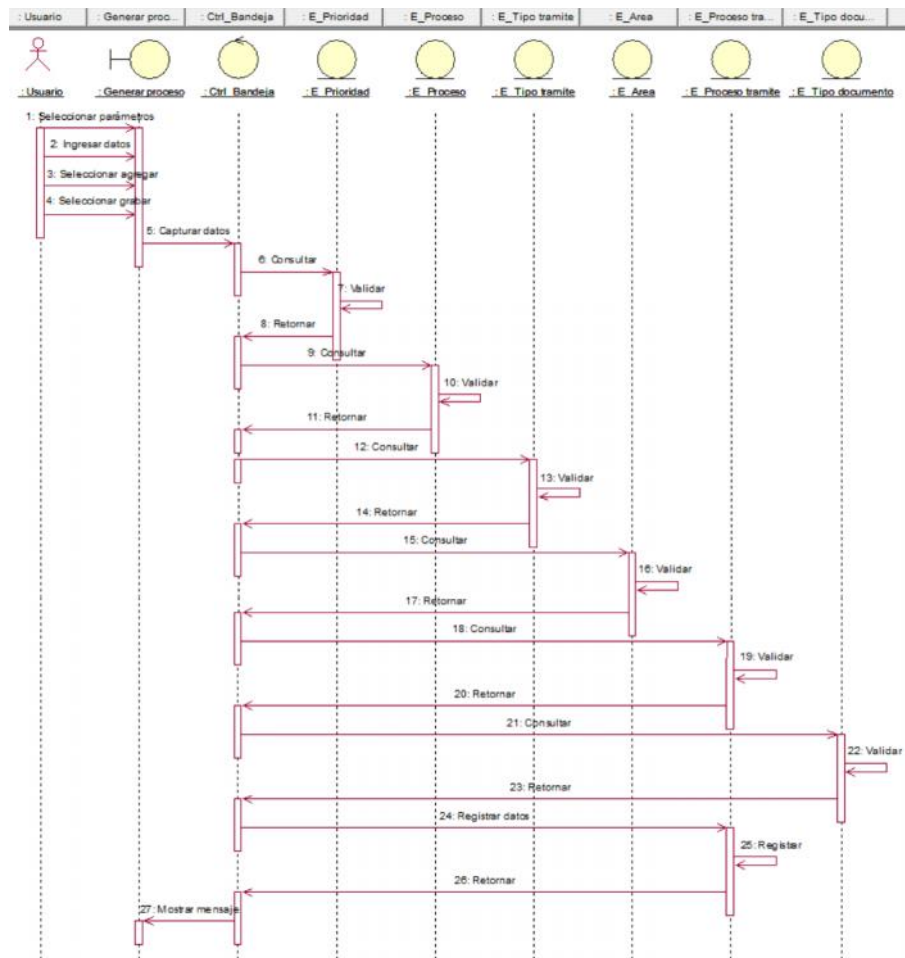 : Usuario
: Generar proc...
: Ctrl_Bandeja
: E_Prioridad
: E_Proceso
: E_Tipo tramite
: E_Area
: E_Proceso tra...
: E_Tipo docu...
: Usuario
: Generar proceso
: Ctrl_Bandeja
: E_Prioridad
: E_Proceso
: E_Tipo tramite
: E_Area
: E_Proceso tramite
: E_Tipo documento
1: Seleccionar parámetros
2: Ingresar datos
3: Seleccionar agregar
4: Seleccionar grabar
5: Capturar datos
6: Consultar
7: Validar
8: Retornar
9: Consultar
10: Validar
11: Retornar
12: Consultar
13: Validar
14: Retornar
15: Consultar
16: Validar
17: Retornar
18: Consultar
19: Validar
20: Retornar
21: Consultar
22: Validar
23: Retornar
24: Registrar datos
25: Registrar
26: Retornar
27: Mostrar mensaje